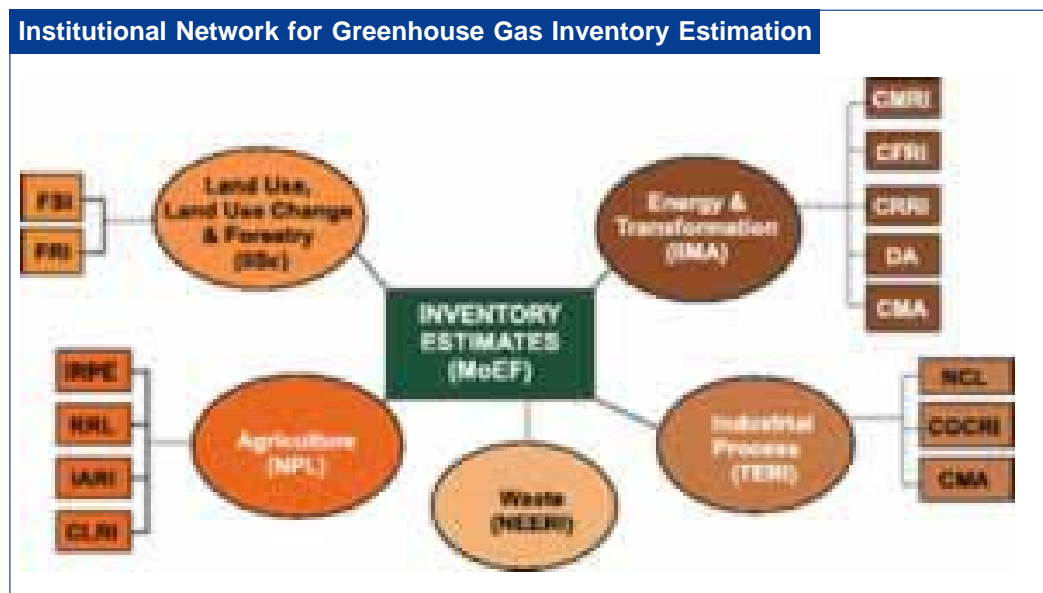 Institutional Network for Greenhouse Gas Inventory Estimation
Land Use,
Land Use Change
& Forestry
(IISc)
FSI
FRI
Energy &
Transformation
(IIMA)
CMRI
CFRI
CRRI
DA
CMA
INVENTORY
ESTIMATES
(MoEF)
IRPE
RRL
IARI
CLRI
Agriculture
(NPL)
Waste
(NEERI)
Industrial
Process
(TERI)
NCL
CGCRI
CMA